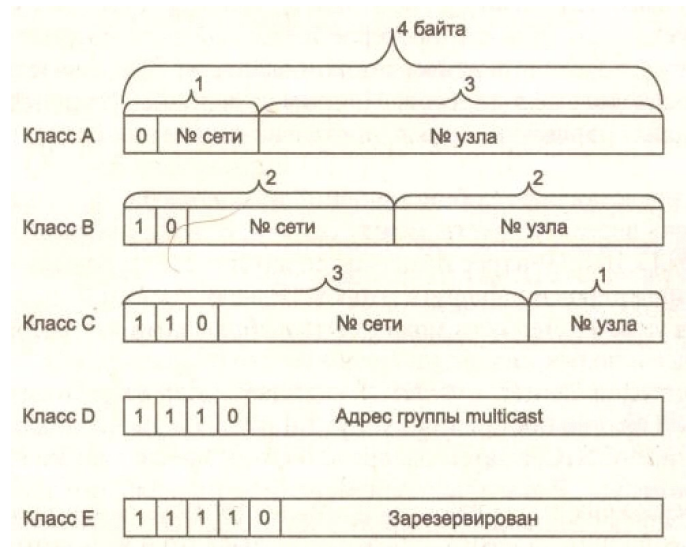 4 байта
1 3
Класс А 0 № сети № узла
2 2
Класс В 1 0 № сети № узла
3 1
Класс С 1 1 0 № сети № узла
Класс D 1 1 1 0 Адрес группы multicast
Класс Е 1 1 1 1 0 Зарезервирован